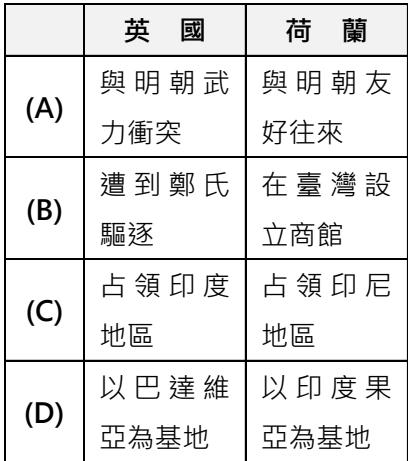 英 國 荷 蘭
(A) 與明朝武 與明朝友
力衝突 好往來
(B) 遭到鄭氏 在臺灣設
驅逐 立商館
(C) 占領印度 占領印尼
地區 地區
(D) 以巴達維 以印度果
亞為基地 亞為基地